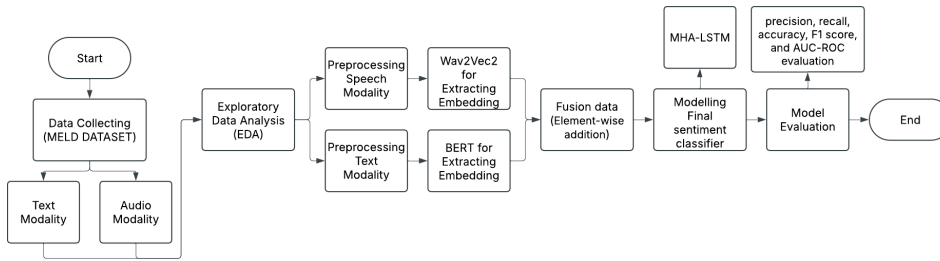 Start
Data Collecting
(MELD DATASET)
Text
Modality
Audio
Modality
Exploratory
Data Analysis
(EDA)
Preprocessing
Speech
Modality
Wav2Vec2
for
Extracting
Embedding
Preprocessing
Text
Modality
BERT for
Extracting
Embedding
Fusion data
(Element-wise
addition)
MHA-LSTM
Modelling
Final
sentiment
classifier
precision, recall,
accuracy, F1 score,
and AUC-ROC
evaluation
Model
Evaluation
End